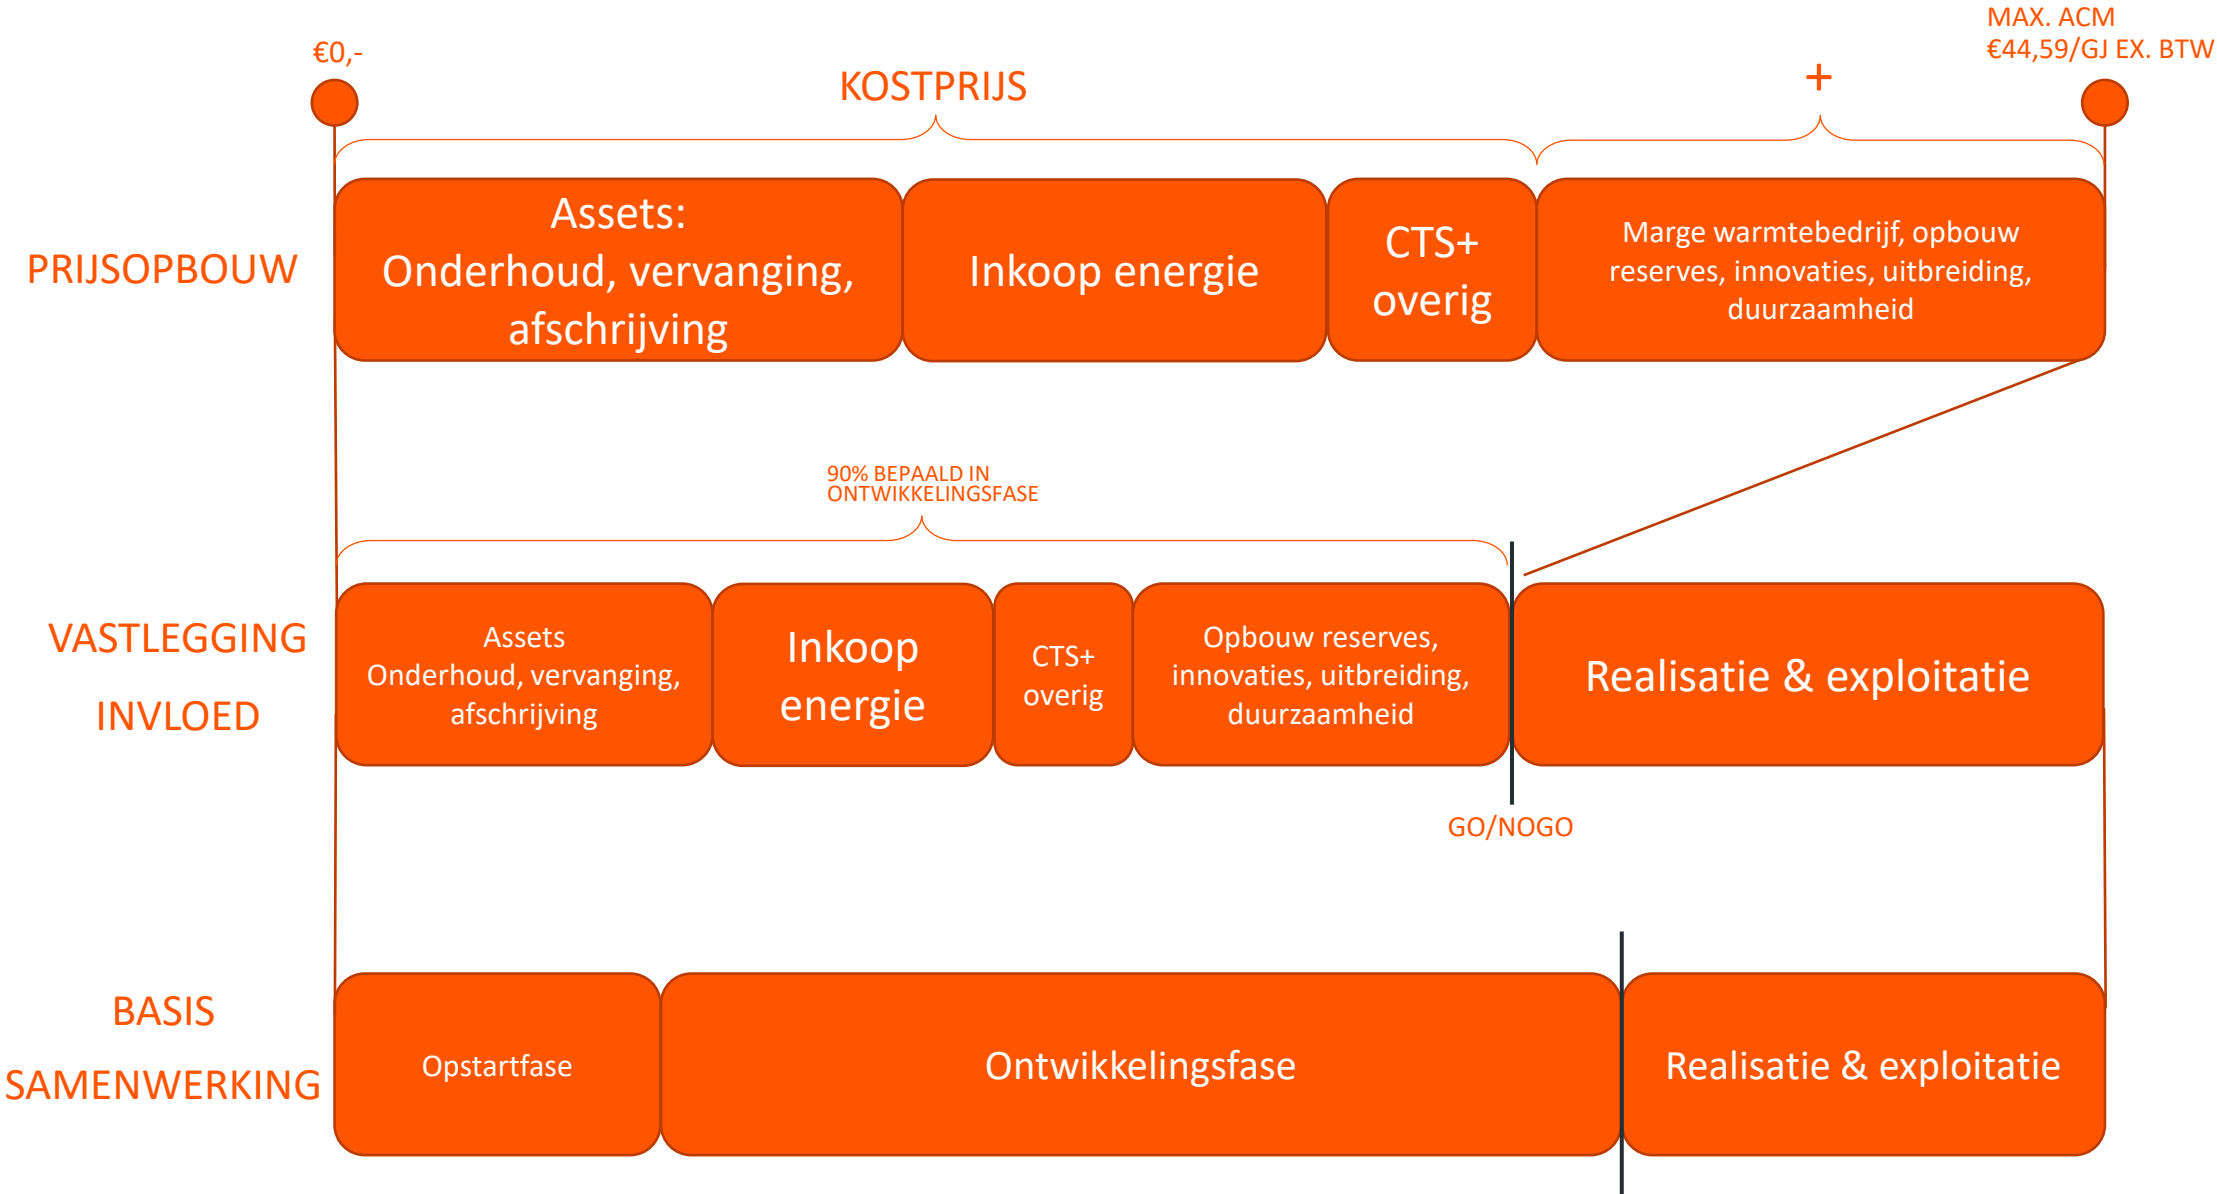 MAX. ACM
€44,59/GJ EX. BTW
€0,-
KOSTPRIJS
+
PRIJSOPBOUW
Assets:
Onderhoud, vervanging,
afschrijving
Inkoop energie
CTS+
overig
Marge warmtebedrijf, opbouw
reserves, innovaties, uitbreiding,
duurzaamheid
90% BEPAALD IN
ONTWIKKELINGSFASE
VASTLEGGING
INVLOED
Assets
Onderhoud, vervanging,
afschrijving
Inkoop
energie
CTS+
overig
Opbouw reserves,
innovaties, uitbreiding,
duurzaamheid
Realisatie & exploitatie
GO/NOGO
BASIS
SAMENWERKING
Opstartfase
Ontwikkelingsfase
Realisatie & exploitatie